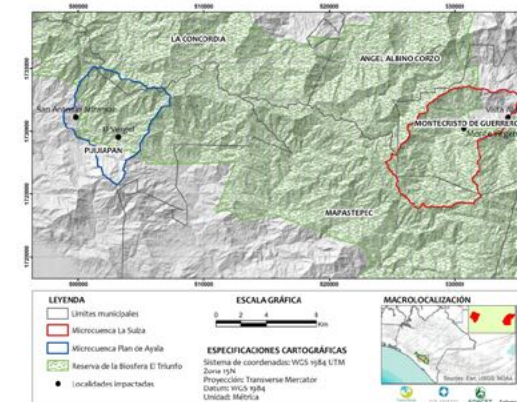 500000 510000 520000 530000
LA CONCORDIA
ANGEL ALBINO CORZO
San Antonio Miramar
El Vergel
PIJIJIAPAN
MONTECRISTO DE GUERRERO
MAPASTEPEC
LEYENDA
Límites municipales
Microcuenca La Suiza
Microcuenca Plan de Ayala
Reserva de la Biosfera El Triunfo
Localidades impactadas
ESCALA GRÁFICA
0 2 4 8
Km
ESPECIFICACIONES CARTOGRÁFICAS
Sistema de coordenadas: WGS 1984 UTM
Zone 15N
Proyección: Transverse Mercator
Datum: WGS 1984
Unidad: Métrica
MACROLOCALIZACIÓN